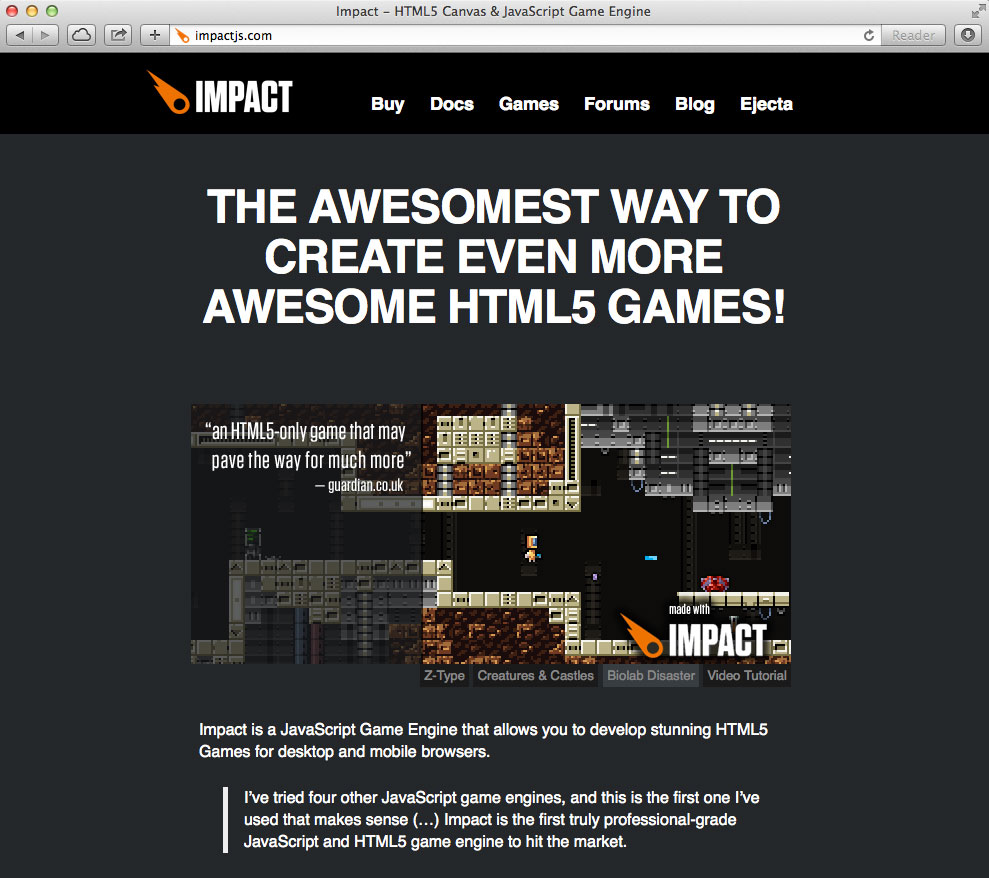 Impact – HTML5 Canvas & JavaScript Game Engine
impactjs.com
Reader
IMPACT
Buy Docs Games Forums Blog Ejecta
THE AWESOMEST WAY TO
CREATE EVEN MORE
AWESOME HTML5 GAMES!
“an HTML5-only game that may
pave the way for much more”
— guardian.co.uk
made with
IMPACT
Z-Type Creatures & Castles Biolab Disaster Video Tutorial
Impact is a JavaScript Game Engine that allows you to develop stunning HTML5
Games for desktop and mobile browsers.
I’ve tried four other JavaScript game engines, and this is the first one I’ve
used that makes sense (…) Impact is the first truly professional-grade
JavaScript and HTML5 game engine to hit the market.